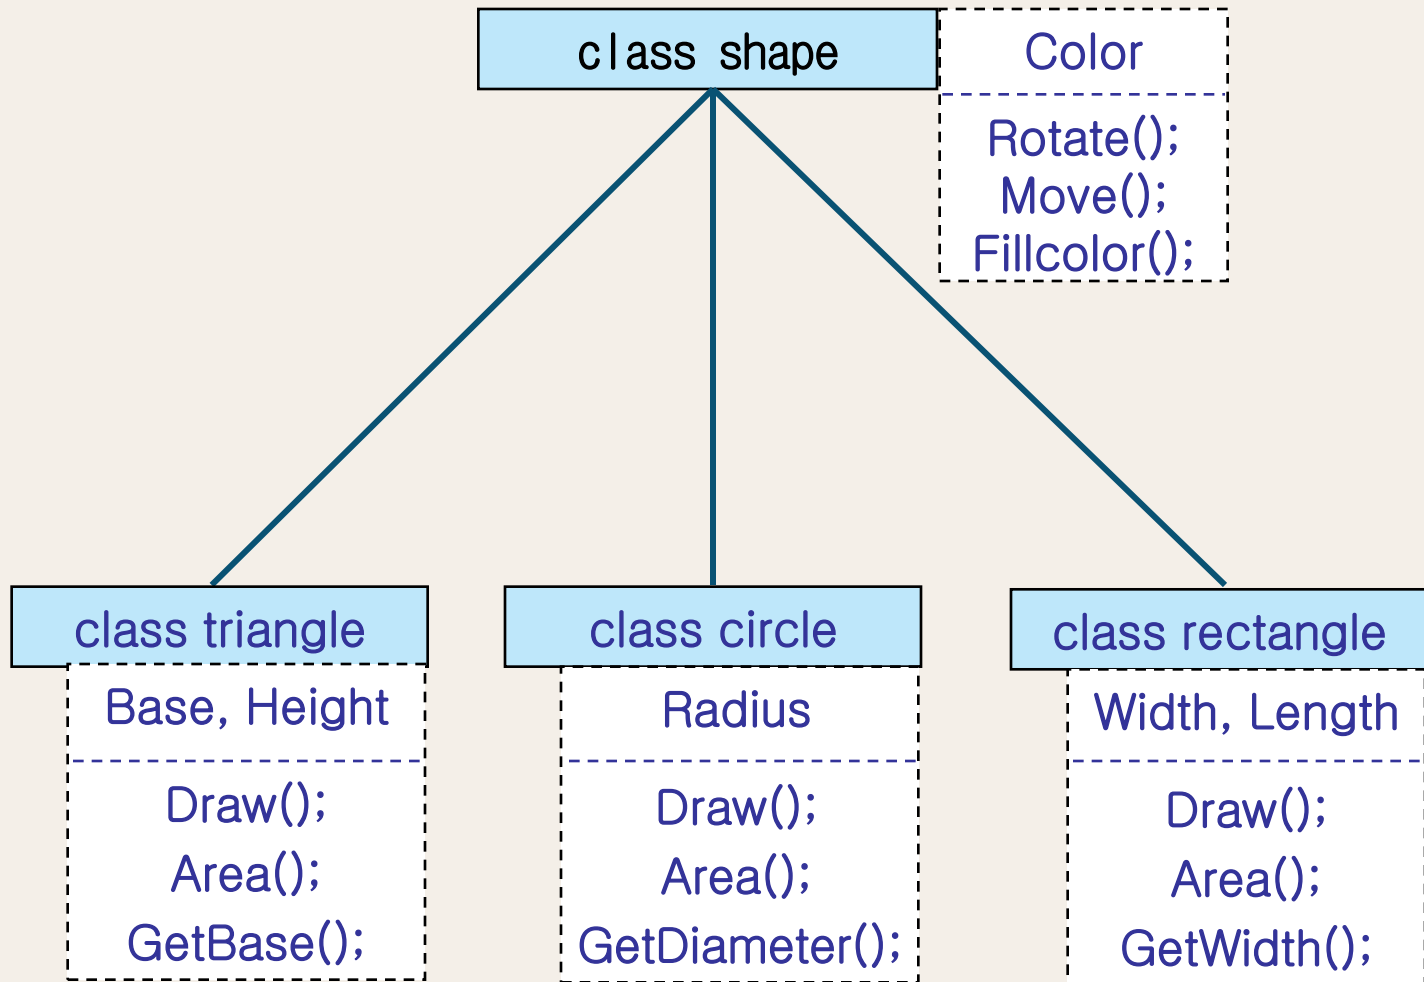 class shape
Color
Rotate();
Move();
Fillcolor();
class triangle
Base, Height
Draw();
Area();
GetBase();
class circle
Radius
Draw();
Area();
GetDiameter();
class rectangle
Width, Length
Draw();
Area();
GetWidth();